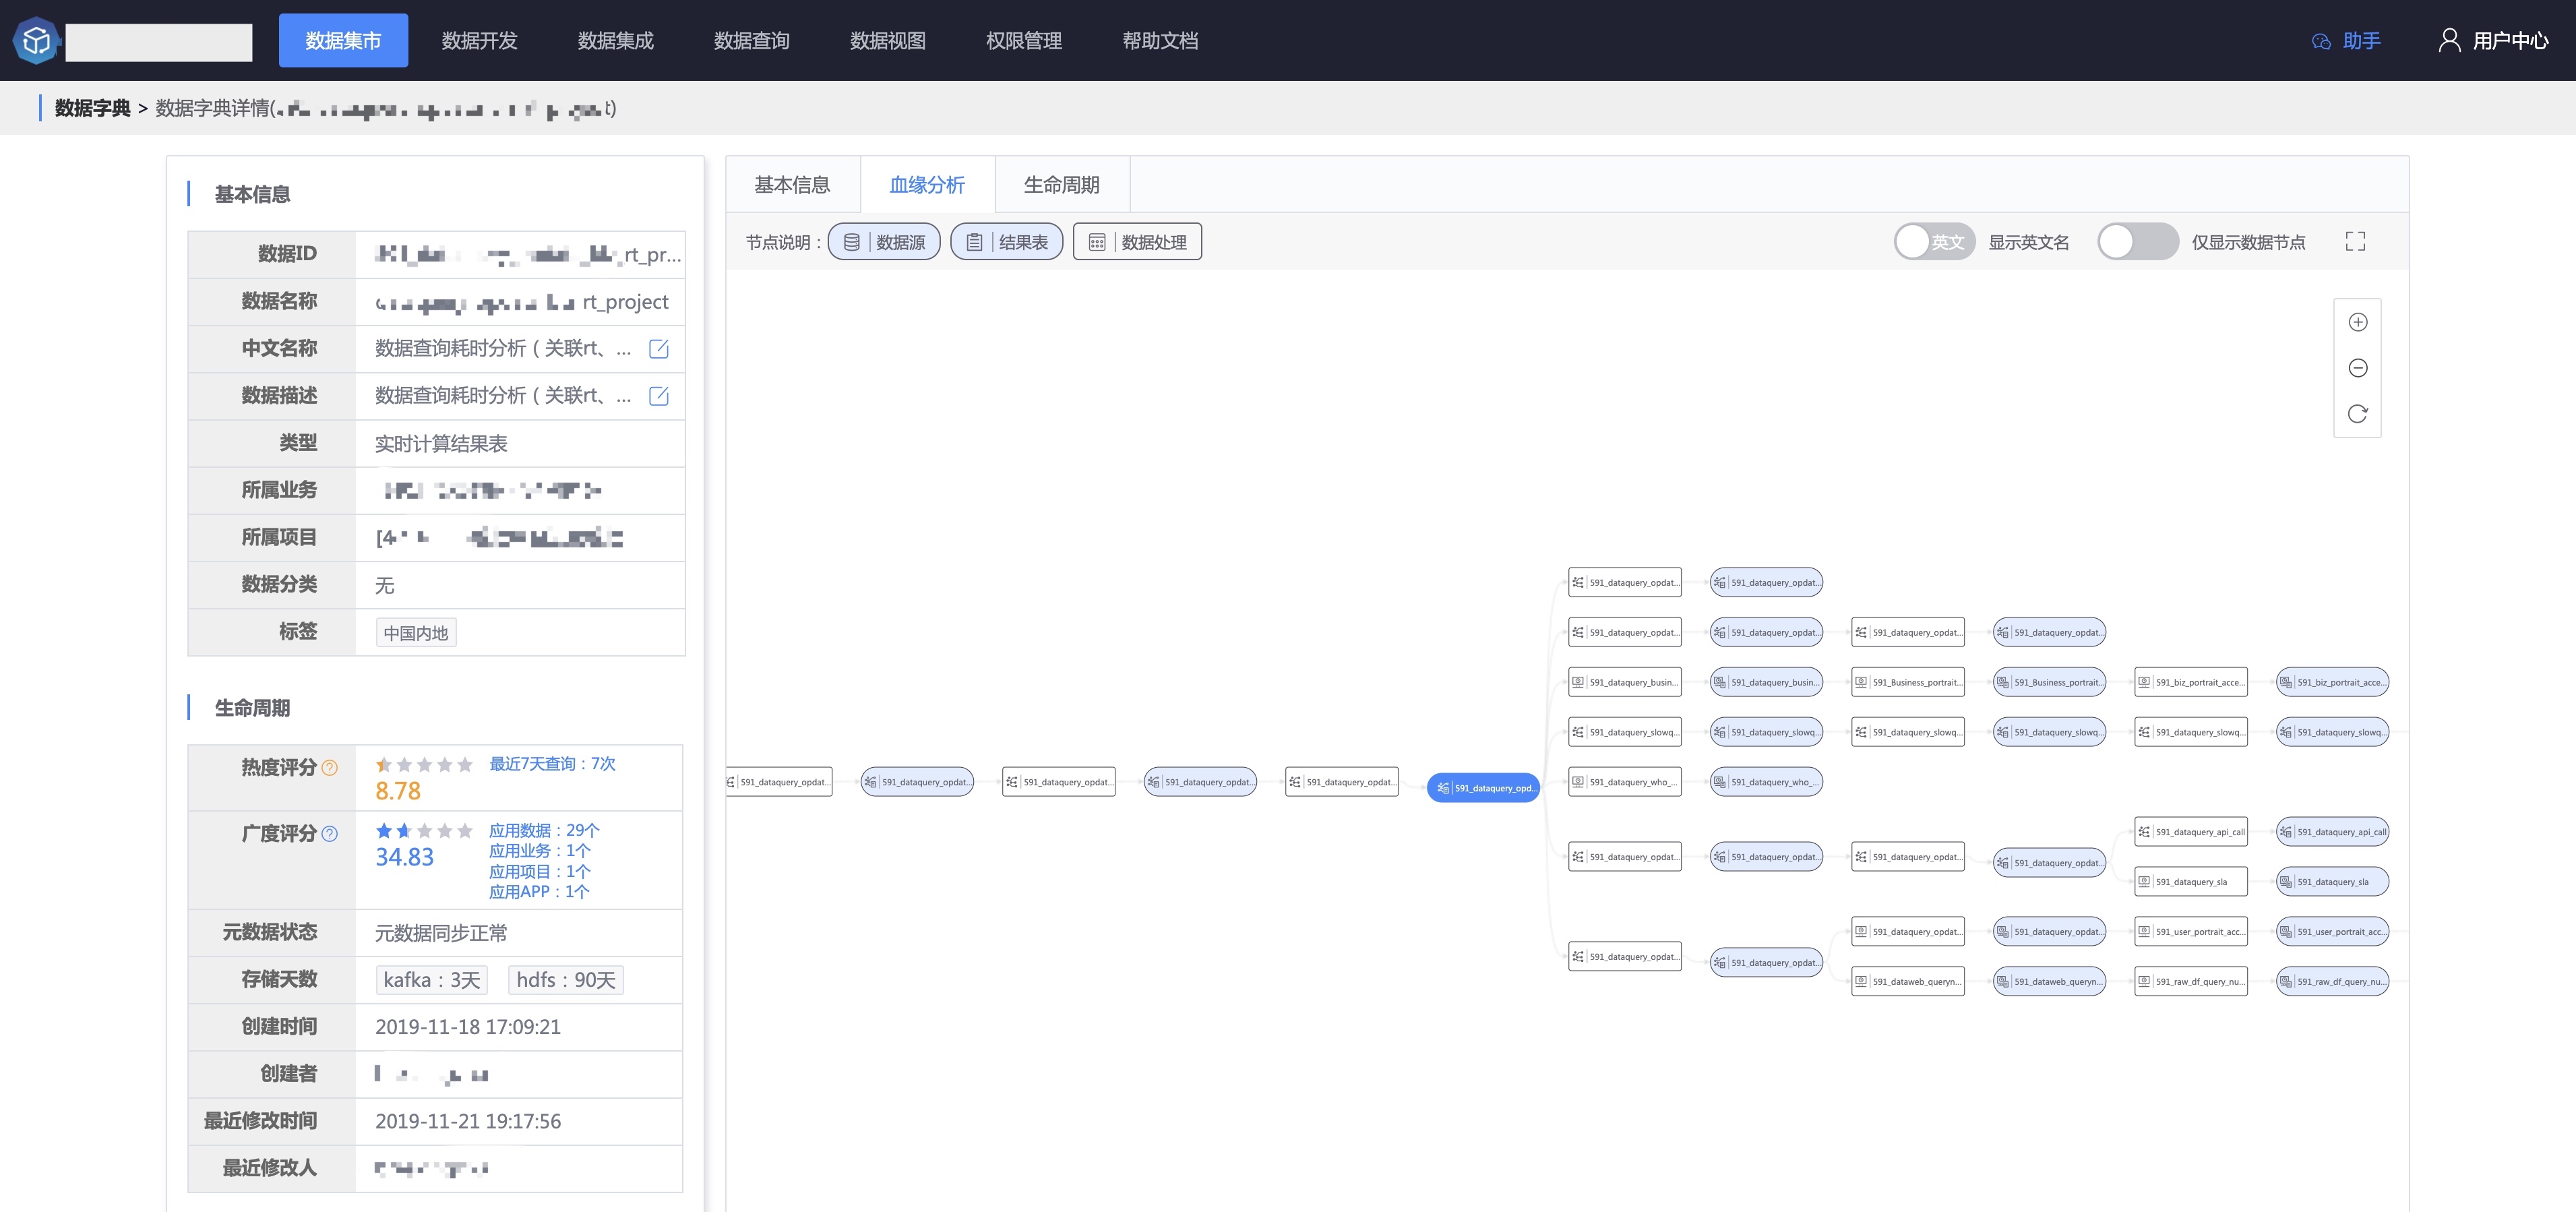 数据集市 数据开发 数据集成 数据查询 数据视图 权限管理 帮助文档 助手 用户中心
数据字典 > 数据字典详情( t)
基本信息
数据ID rt_pr...
数据名称 rt_project
中文名称 数据查询耗时分析（关联rt、...
数据描述 数据查询耗时分析（关联rt、...
类型 实时计算结果表
所属业务
所属项目 [4
数据分类 无
标签 中国内地
生命周期
热度评分 最近7天查询：7次
8.78
广度评分 应用数据：29个
34.83 应用业务：1个
应用项目：1个
应用APP：1个
元数据状态 元数据同步正常
存储天数 kafka：3天 hdfs：90天
创建时间 2019-11-18 17:09:21
创建者
最近修改时间 2019-11-21 19:17:56
最近修改人
基本信息 血缘分析 生命周期
节点说明： 数据源 结果表 数据处理 英文 显示英文名 仅显示数据节点
591_dataquery_opdat... 591_dataquery_opdat...
591_dataquery_opdat... 591_dataquery_opdat... 591_dataquery_opdat... 591_dataquery_opdat...
591_dataquery_busin... 591_dataquery_busin... 591_Business_portrait... 591_Business_portrait... 591_biz_portrait_acce... 591_biz_portrait_acce...
591_dataquery_slowq... 591_dataquery_slowq... 591_dataquery_slowq... 591_dataquery_slowq... 591_dataquery_slowq... 591_dataquery_slowq...
591_dataquery_opdat... 591_dataquery_opdat... 591_dataquery_opdat... 591_dataquery_opdat... 591_dataquery_opdat... 591_dataquery_opd... 591_dataquery_who_... 591_dataquery_who_...
591_dataquery_api_call 591_dataquery_api_call
591_dataquery_opdat... 591_dataquery_opdat... 591_dataquery_opdat... 591_dataquery_opdat...
591_dataquery_sla 591_dataquery_sla
591_dataquery_opdat... 591_dataquery_opdat... 591_user_portrait_acc... 591_user_portrait_acc...
591_dataquery_opdat... 591_dataquery_opdat...
591_dataweb_queryn... 591_dataweb_queryn... 591_raw_df_query_nu... 591_raw_df_query_nu...